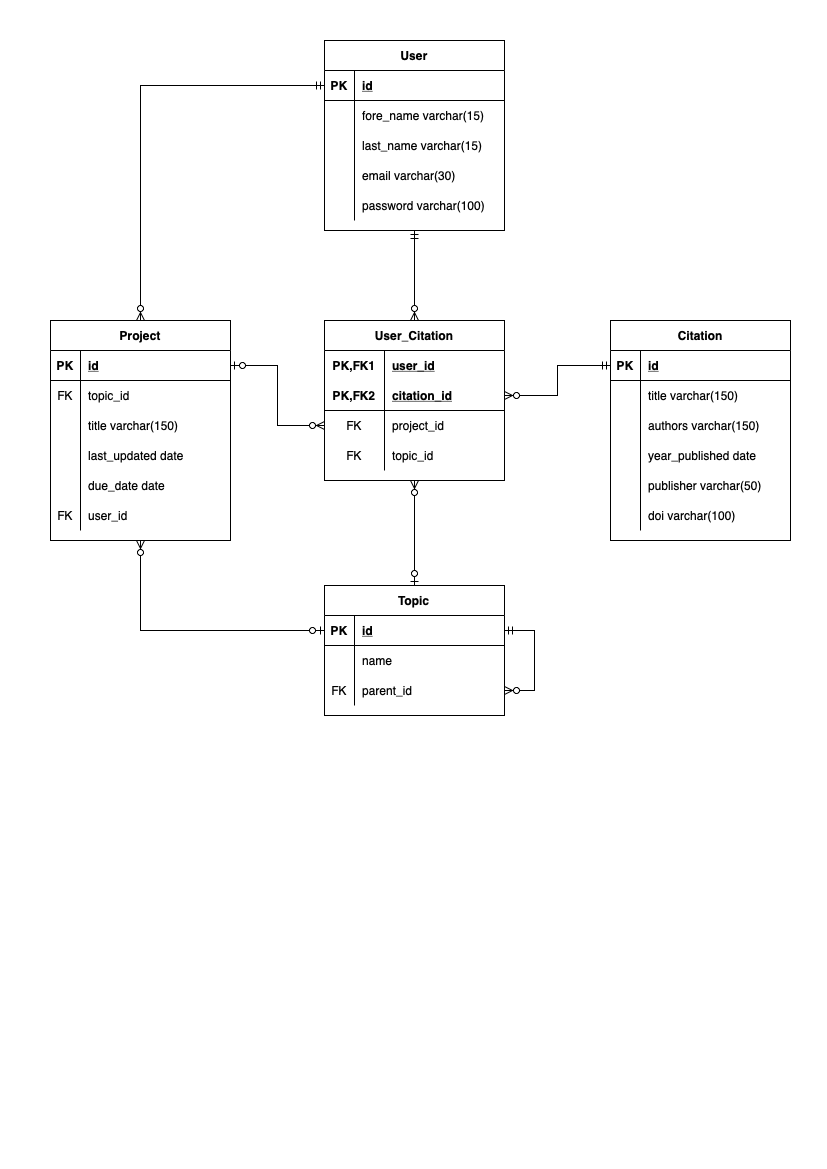 User
PK id
fore_name varchar(15)
last_name varchar(15)
email varchar(30)
password varchar(100)
Project
PK id
FK topic_id
title varchar(150)
last_updated date
due_date date
FK user_id
User_Citation
PK,FK1 user_id
PK,FK2 citation_id
FK project_id
FK topic_id
Citation
PK id
title varchar(150)
authors varchar(150)
year_published date
publisher varchar(50)
doi varchar(100)
Topic
PK id
name
FK parent_id